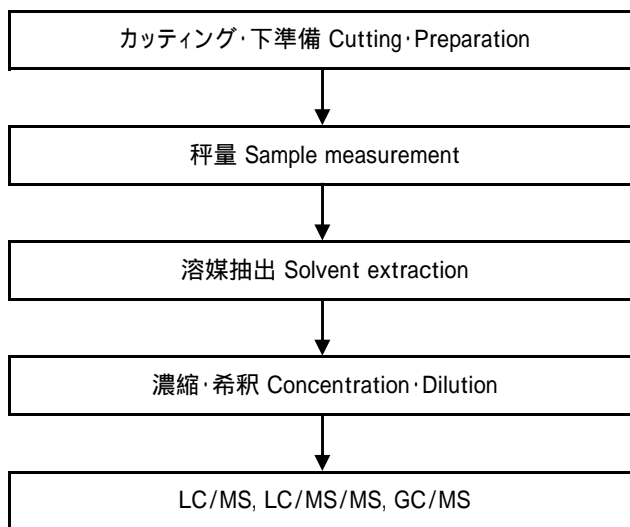 カッティング･下準備 Cutting･Preparation
秤量 Sample measurement
溶媒抽出 Solvent extraction
濃縮･希釈 Concentration･Dilution
LC/MS, LC/MS/MS, GC/MS